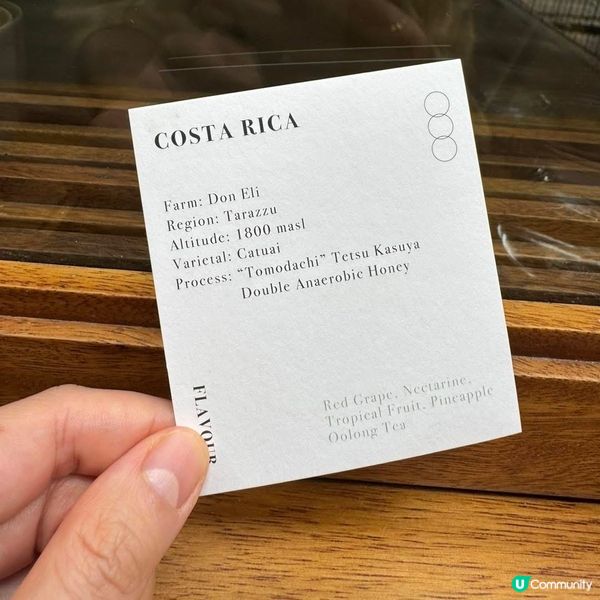 COSTA RICA
Farm: Don Eli
Region: Tarazzu
Altitude: 1800 masl
Varietal: Catuai
Process: “Tomodachi” Tetsu Kasuya
Double Anaerobic Honey
FLAVOUR
Red Grape, Nectarine,
Tropical Fruit, Pineapple
Oolong Tea
U Community